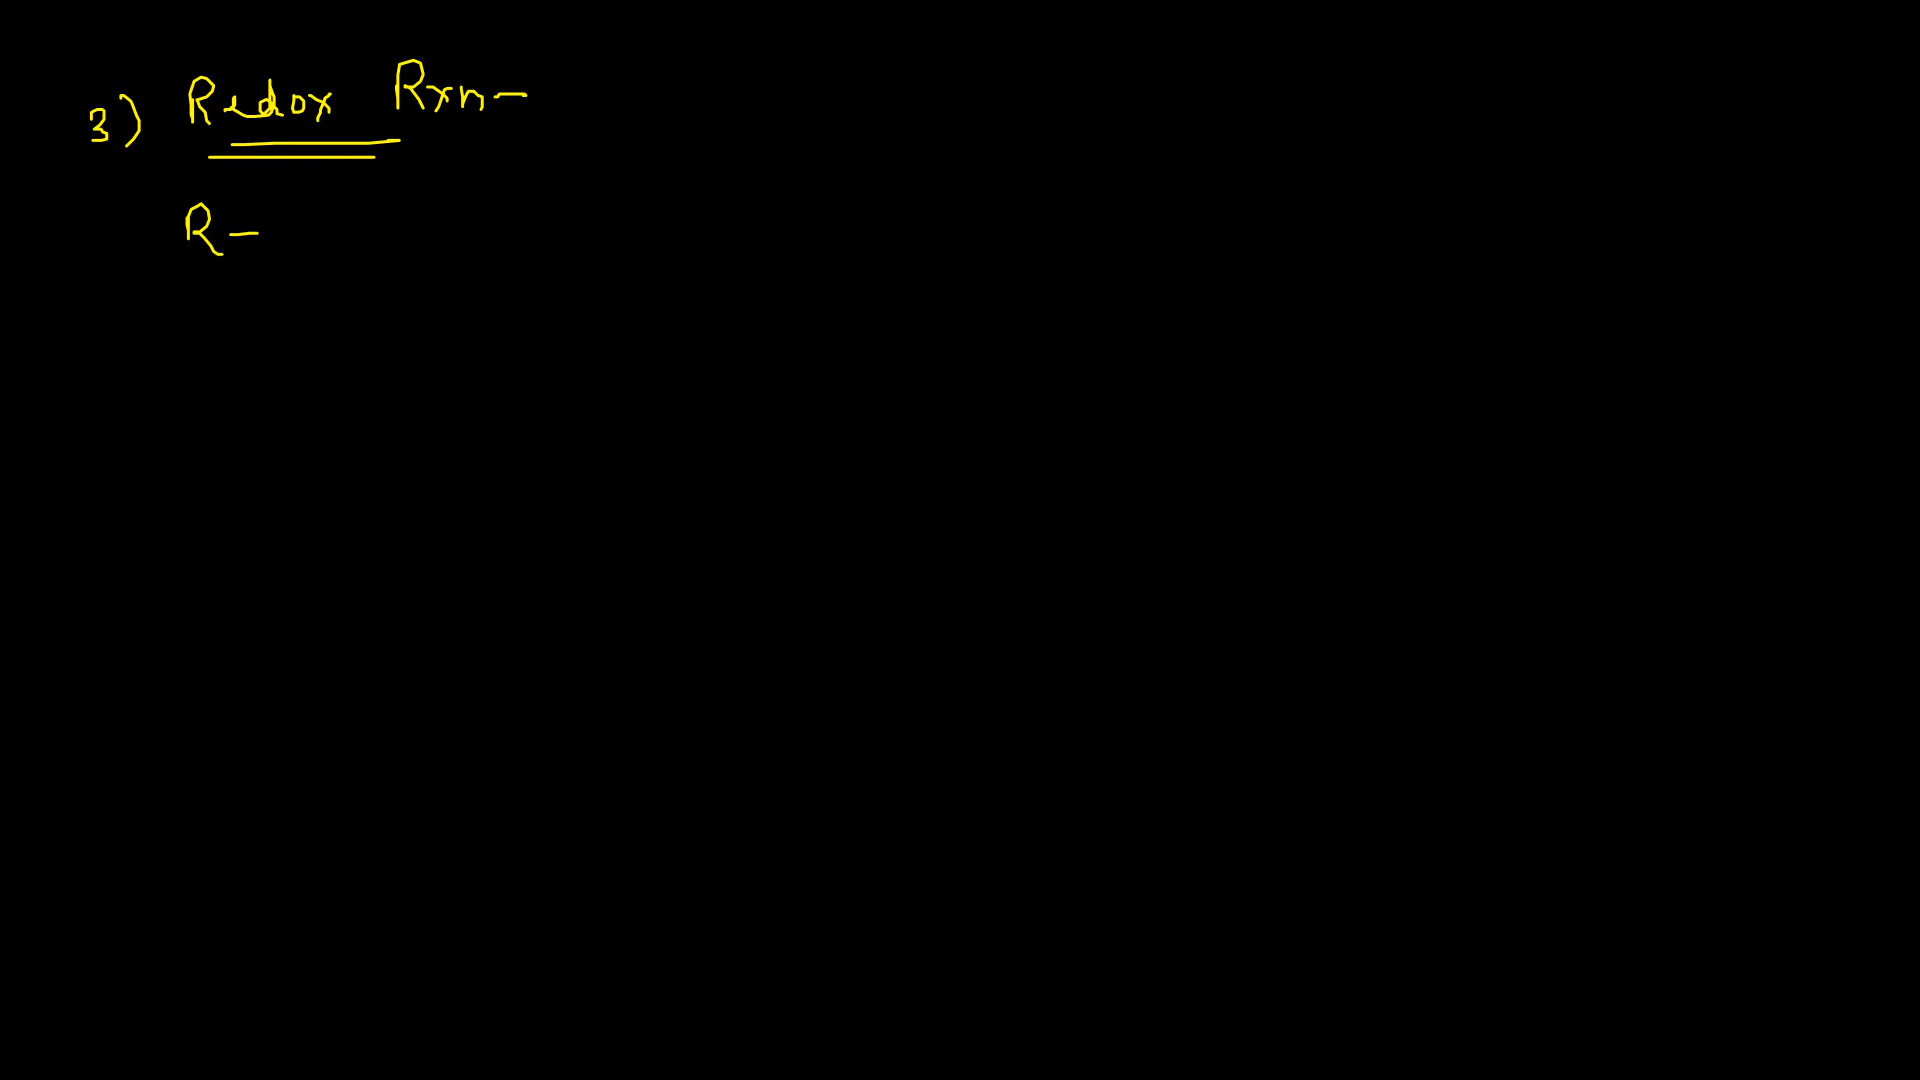 3) Redox Rxn-
R-